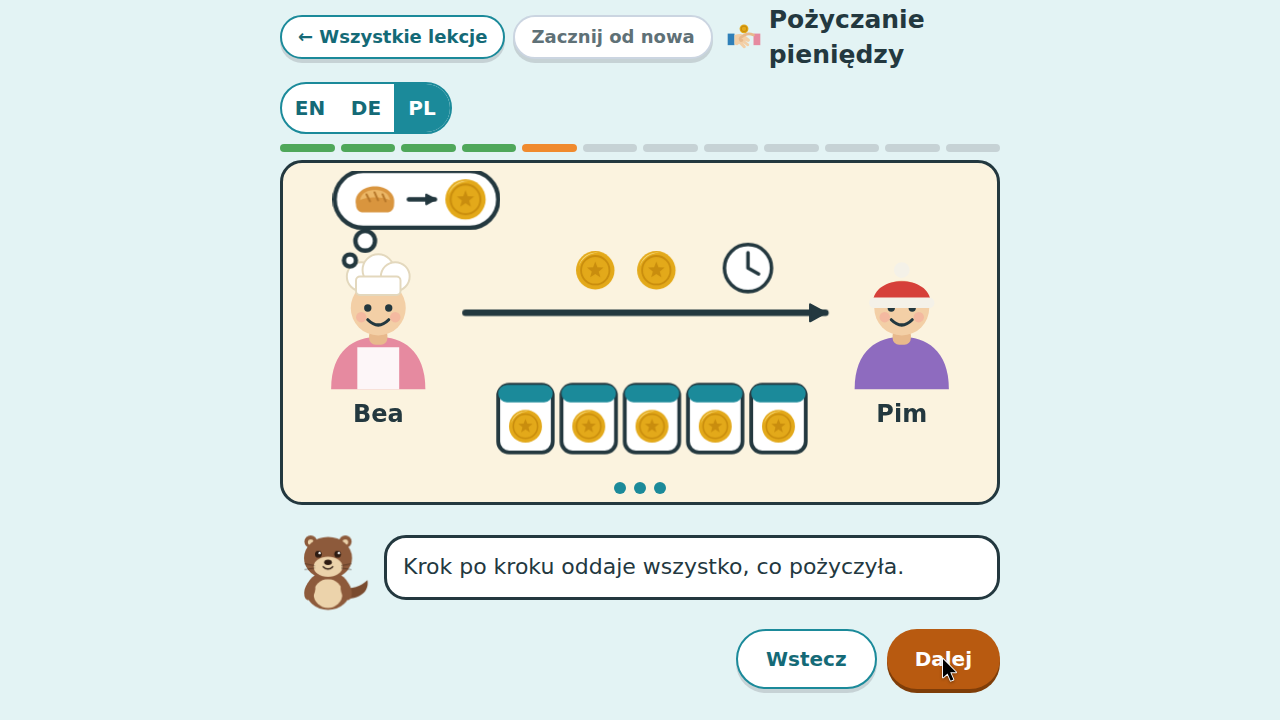 ← Wszystkie lekcje
Zacznij od nowa
Pożyczanie
pieniędzy
EN DE PL
Bea
Pim
Krok po kroku oddaje wszystko, co pożyczyła.
Wstecz
Dalej